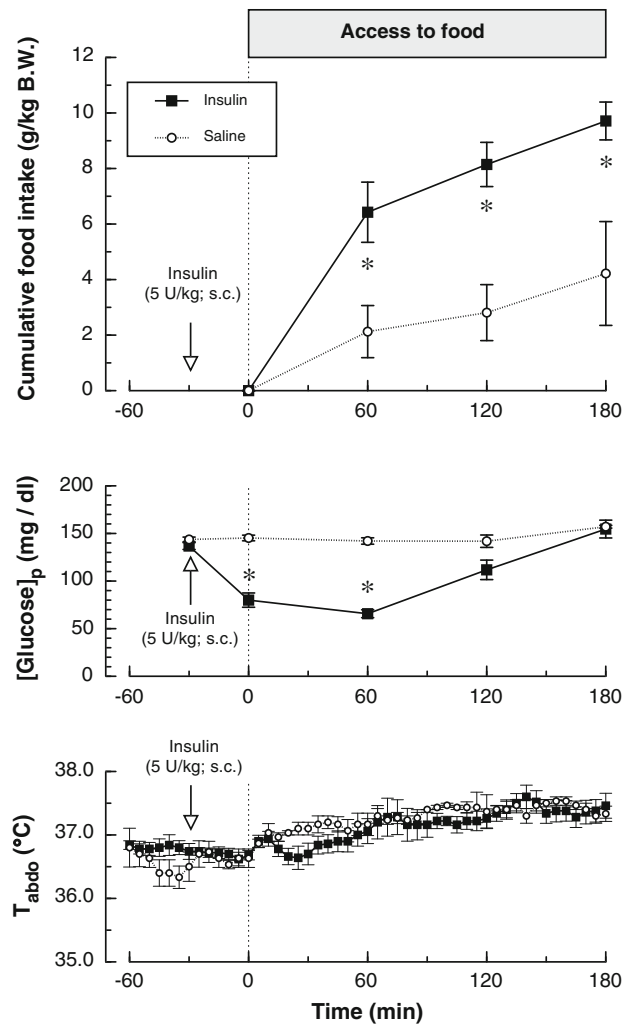 Access to food
Cumulative food intake (g/kg B.W.)
12
10
8
6
4
2
0
Insulin
Saline
*
*
*
Insulin
(5 U/kg; s.c.)
-60
0
60
120
180
[Glucose]p (mg / dl)
200
150
100
50
0
*
*
Insulin
(5 U/kg; s.c.)
-60
0
60
120
180
Insulin
(5 U/kg; s.c.)
Tabdo (°C)
38.0
37.0
36.0
35.0
-60
0
60
120
180
Time (min)